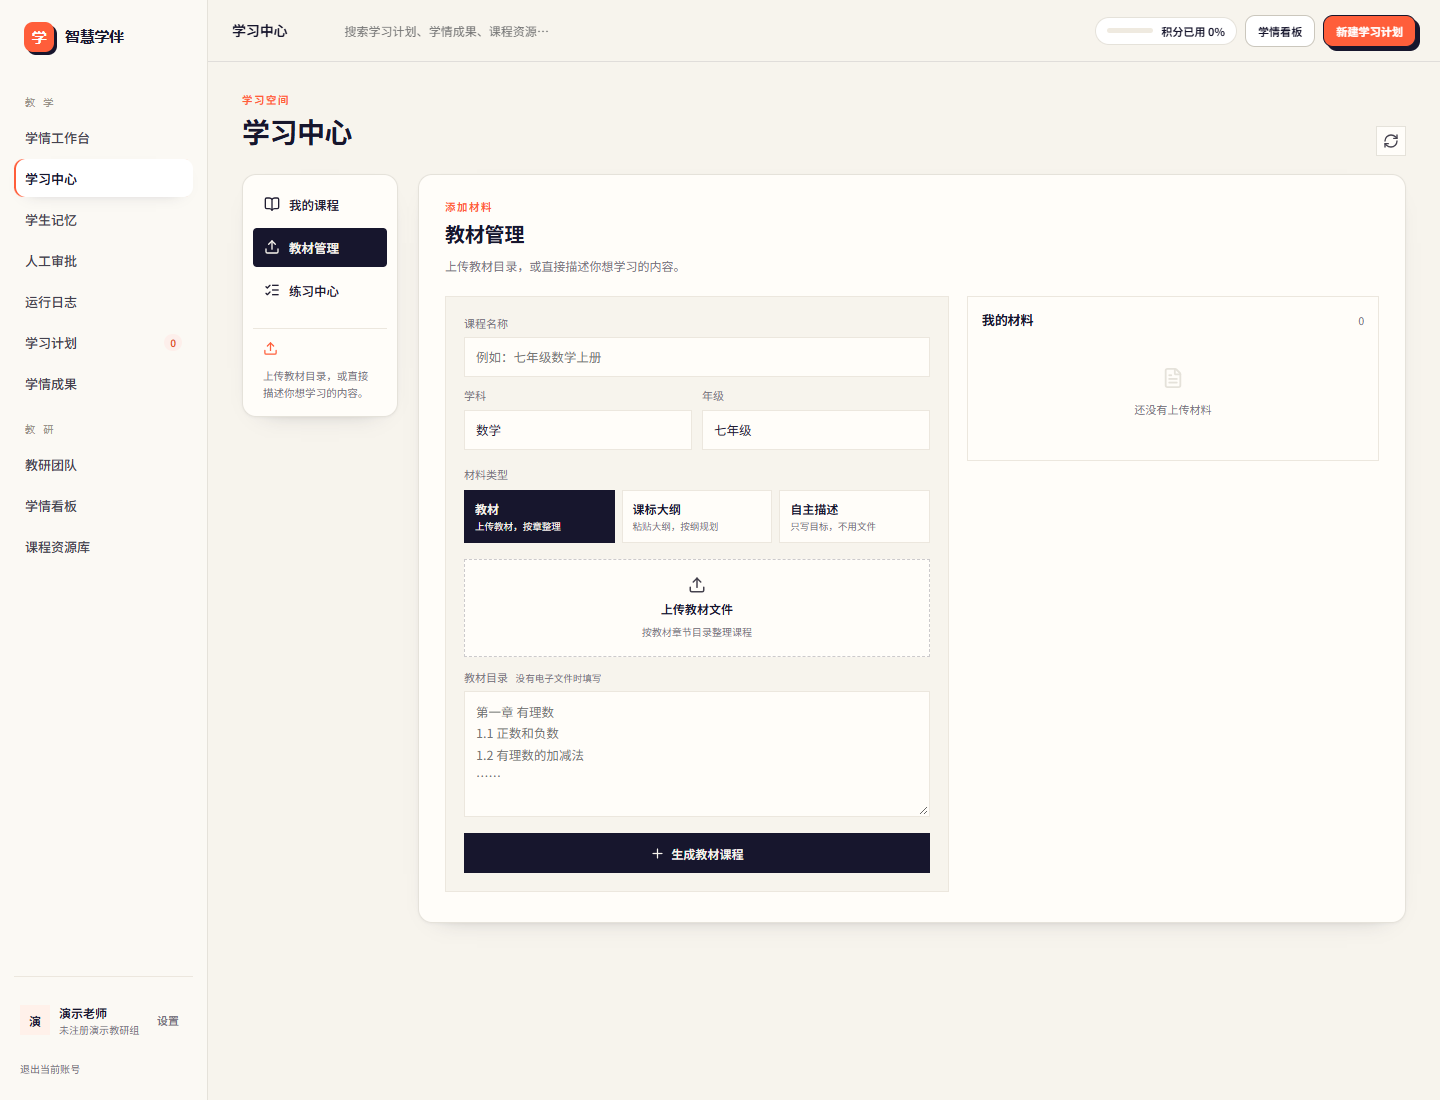 学 智慧学伴
教 学
学情工作台
学习中心
学生记忆
人工审批
运行日志
学习计划 0
学情成果
教 研
教研团队
学情看板
课程资源库
演 演示老师
未注册演示教研组
设置
退出当前账号
学习中心
搜索学习计划、学情成果、课程资源…
积分已用 0%
学情看板
新建学习计划
学习空间
学习中心
我的课程
教材管理
练习中心
上传教材目录，或直接
描述你想学习的内容。
添加材料
教材管理
上传教材目录，或直接描述你想学习的内容。
课程名称
例如：七年级数学上册
学科 年级
数学 七年级
材料类型
教材
上传教材，按章整理
课标大纲
粘贴大纲，按纲规划
自主描述
只写目标，不用文件
上传教材文件
按教材章节目录整理课程
教材目录 没有电子文件时填写
第一章 有理数
1.1 正数和负数
1.2 有理数的加减法
……
生成教材课程
我的材料 0
还没有上传材料